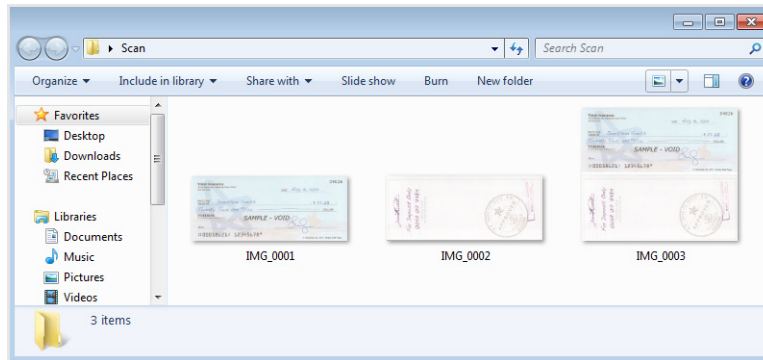 Scan
Search Scan
Organize
Include in library
Share with
Slide show
Burn
New folder
Favorites
Desktop
Downloads
Recent Places
Libraries
Documents
Music
Pictures
Videos
SAMPLE - VOID
SAMPLE - VOID
IMG_0001
IMG_0002
IMG_0003
3 items